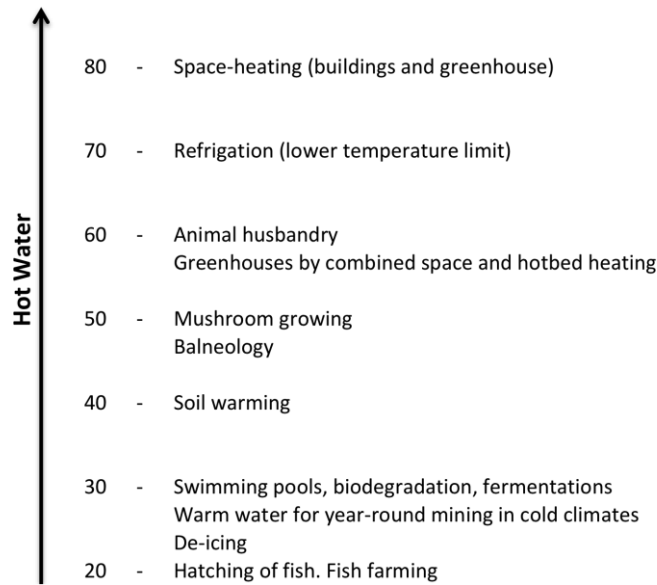 80 - Space-heating (buildings and greenhouse)
70 - Refrigation (lower temperature limit)
60 - Animal husbandry
Greenhouses by combined space and hotbed heating
Hot Water
50 - Mushroom growing
Balneology
40 - Soil warming
30 - Swimming pools, biodegradation, fermentations
Warm water for year-round mining in cold climates
De-icing
20 - Hatching of fish. Fish farming